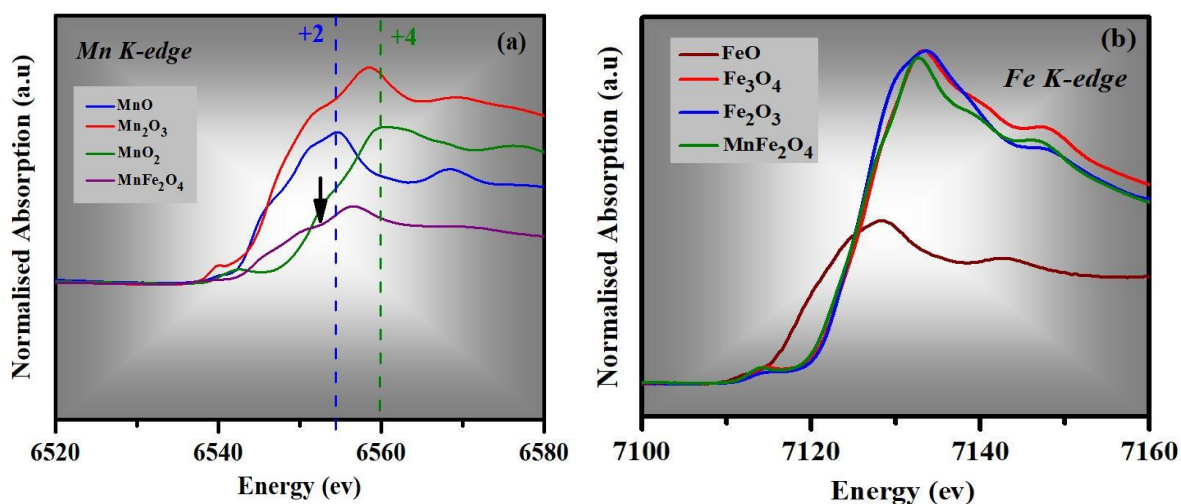 Mn K-edge
+2
+4
(a)
MnO
Mn₂O₃
MnO₂
MnFe₂O₄
Normalised Absorption (a.u)
6520
6540
6560
6580
Energy (ev)
(b)
Fe K-edge
FeO
Fe₃O₄
Fe₂O₃
MnFe₂O₄
Normalised Absorption (a.u)
7100
7120
7140
7160
Energy (ev)